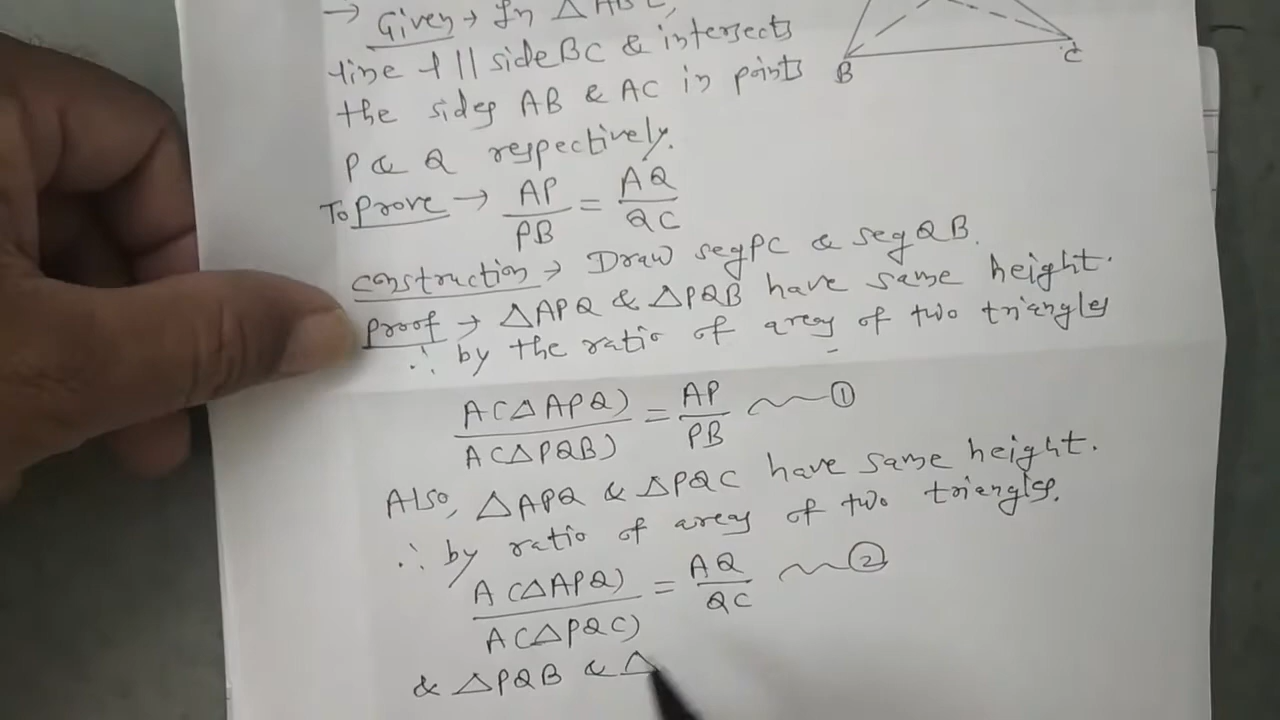 → Given → In △ABC,
line l || side BC & intersects
the sides AB & AC in points
P & Q respectively.
B
C
To prove → AP/PB = AQ/QC
construction → Draw seg PC & seg QB.
proof → △APQ & △PQB have same height.
∴ by the ratio of areas of two triangles
A(△APQ)/A(△PQB) = AP/PB ~ ①
Also, △APQ & △PQC have same height.
∴ by ratio of areas of two triangles.
A(△APQ)/A(△PQC) = AQ/QC ~ ②
& △PQB & △